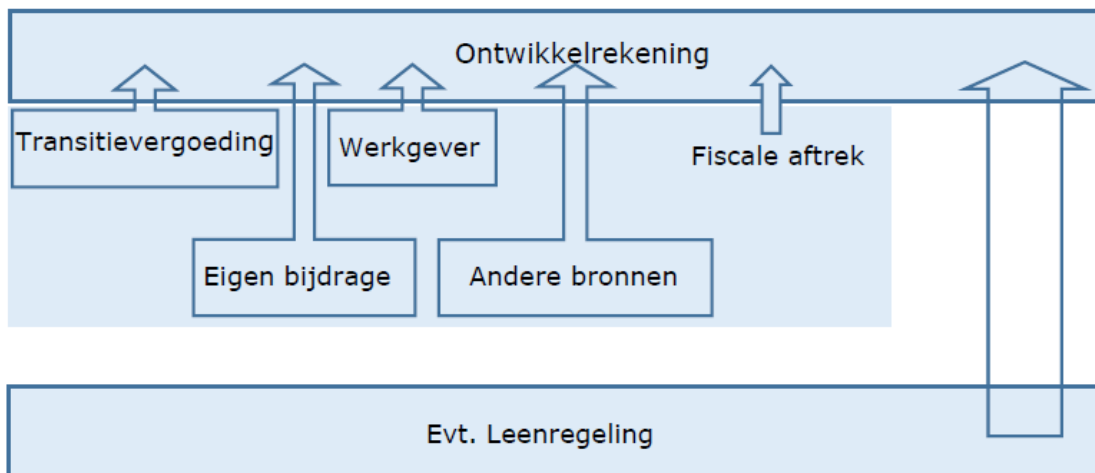 Ontwikkelrekening
Transitievergoeding
Werkgever
Fiscale aftrek
Eigen bijdrage
Andere bronnen
Evt. Leenregeling